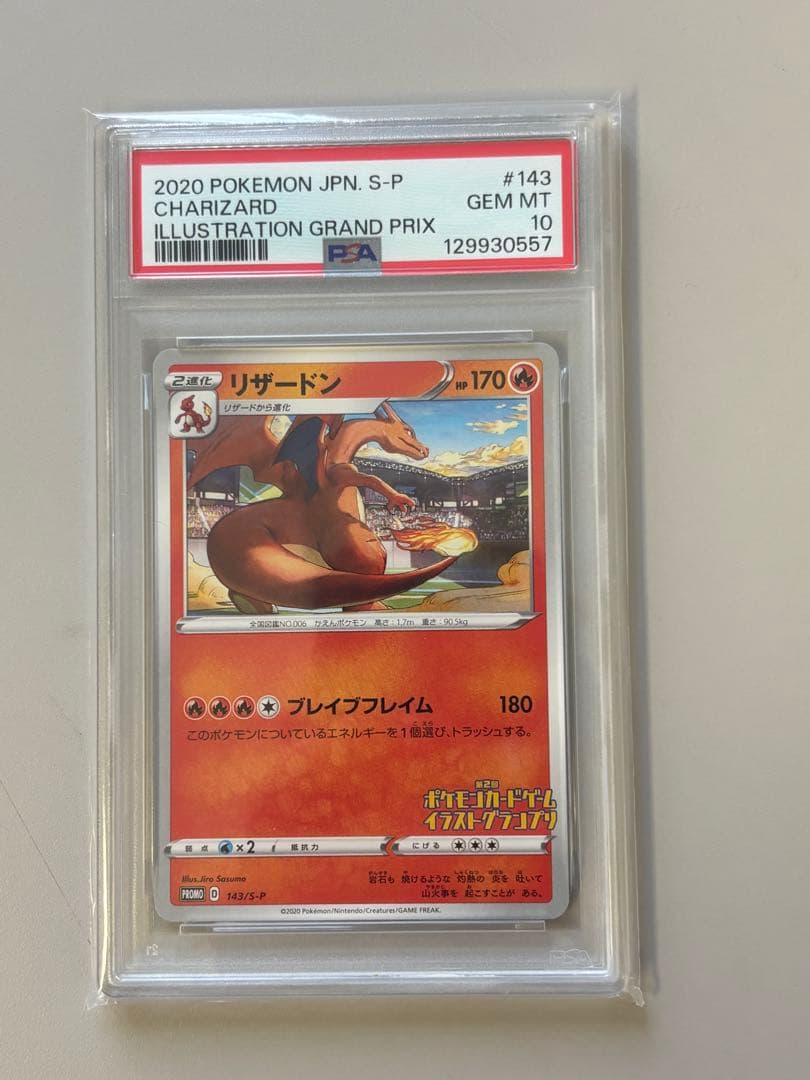 2020 POKEMON JPN. S-P #143
CHARIZARD GEM MT
ILLUSTRATION GRAND PRIX 10
PSA 129930557
2進化 リザードン HP 170
リザードから進化
全国図鑑NO.006 かえんポケモン 高さ:1.7m 重さ:90.5kg
ブレイブフレイム 180
このポケモンについているエネルギーを1個選び、トラッシュする。
第2回
ポケモンカードゲーム
イラストグランプリ
弱点 ×2 抵抗力 にげる
Illus.Jiro Sasumo
岩石も 焼けるような 灼熱の 炎を 吐いて
PROMO D 143/S-P
山火事を 起こすことが ある。
©2020 Pokémon/Nintendo/Creatures/GAME FREAK.
PSA